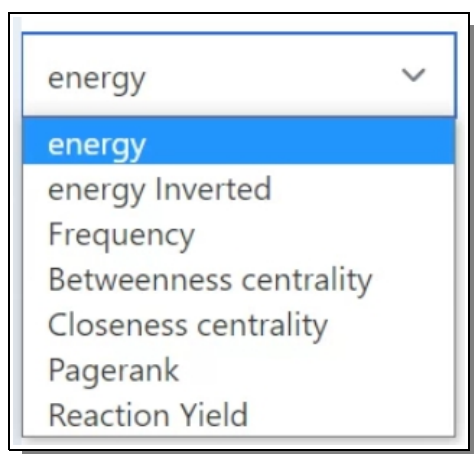 energy
energy
energy Inverted
Frequency
Betweenness centrality
Closeness centrality
Pagerank
Reaction Yield